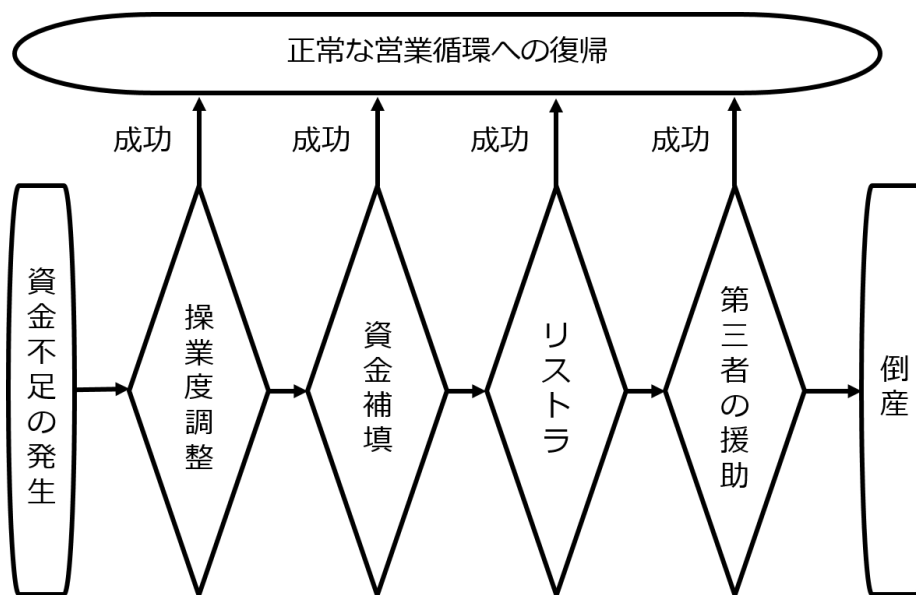 正常な営業循環への復帰
成功
成功
成功
成功
資金不足の発生
操業度調整
資金補填
リストラ
第三者の援助
倒産